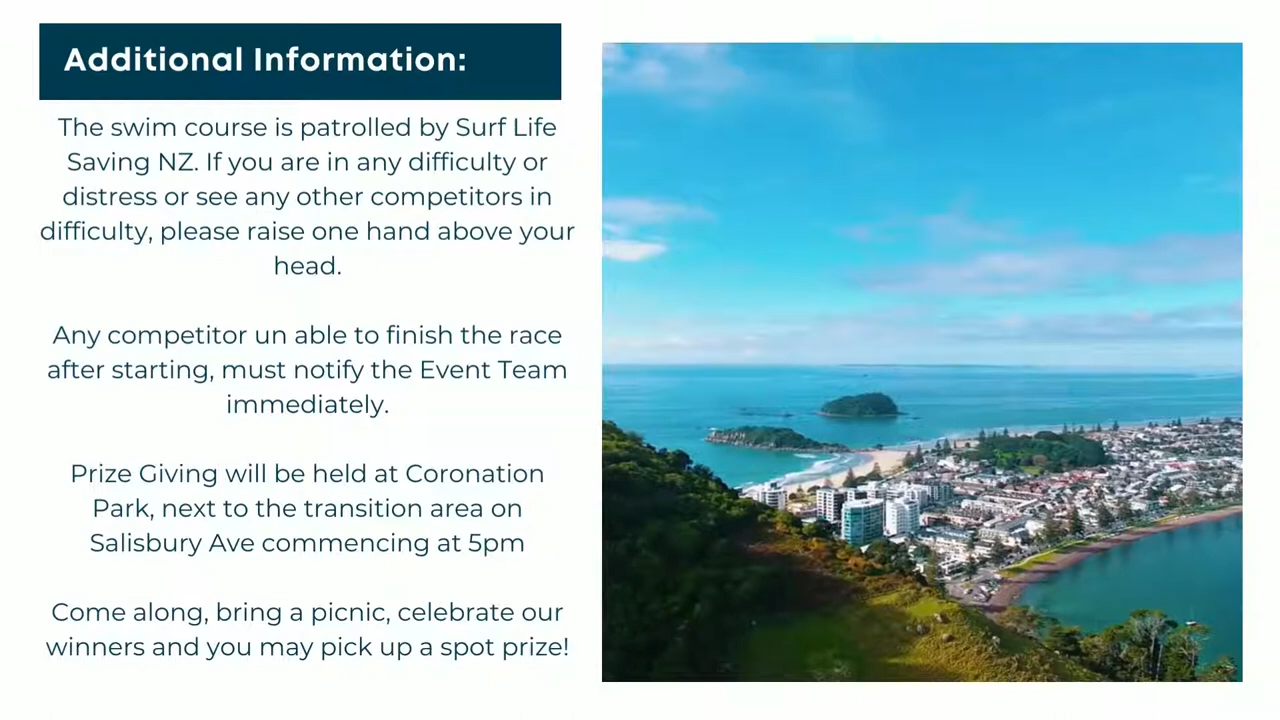 Additional Information:
The swim course is patrolled by Surf Life
Saving NZ. If you are in any difficulty or
distress or see any other competitors in
difficulty, please raise one hand above your
head.
Any competitor un able to finish the race
after starting, must notify the Event Team
immediately.
Prize Giving will be held at Coronation
Park, next to the transition area on
Salisbury Ave commencing at 5pm
Come along, bring a picnic, celebrate our
winners and you may pick up a spot prize!